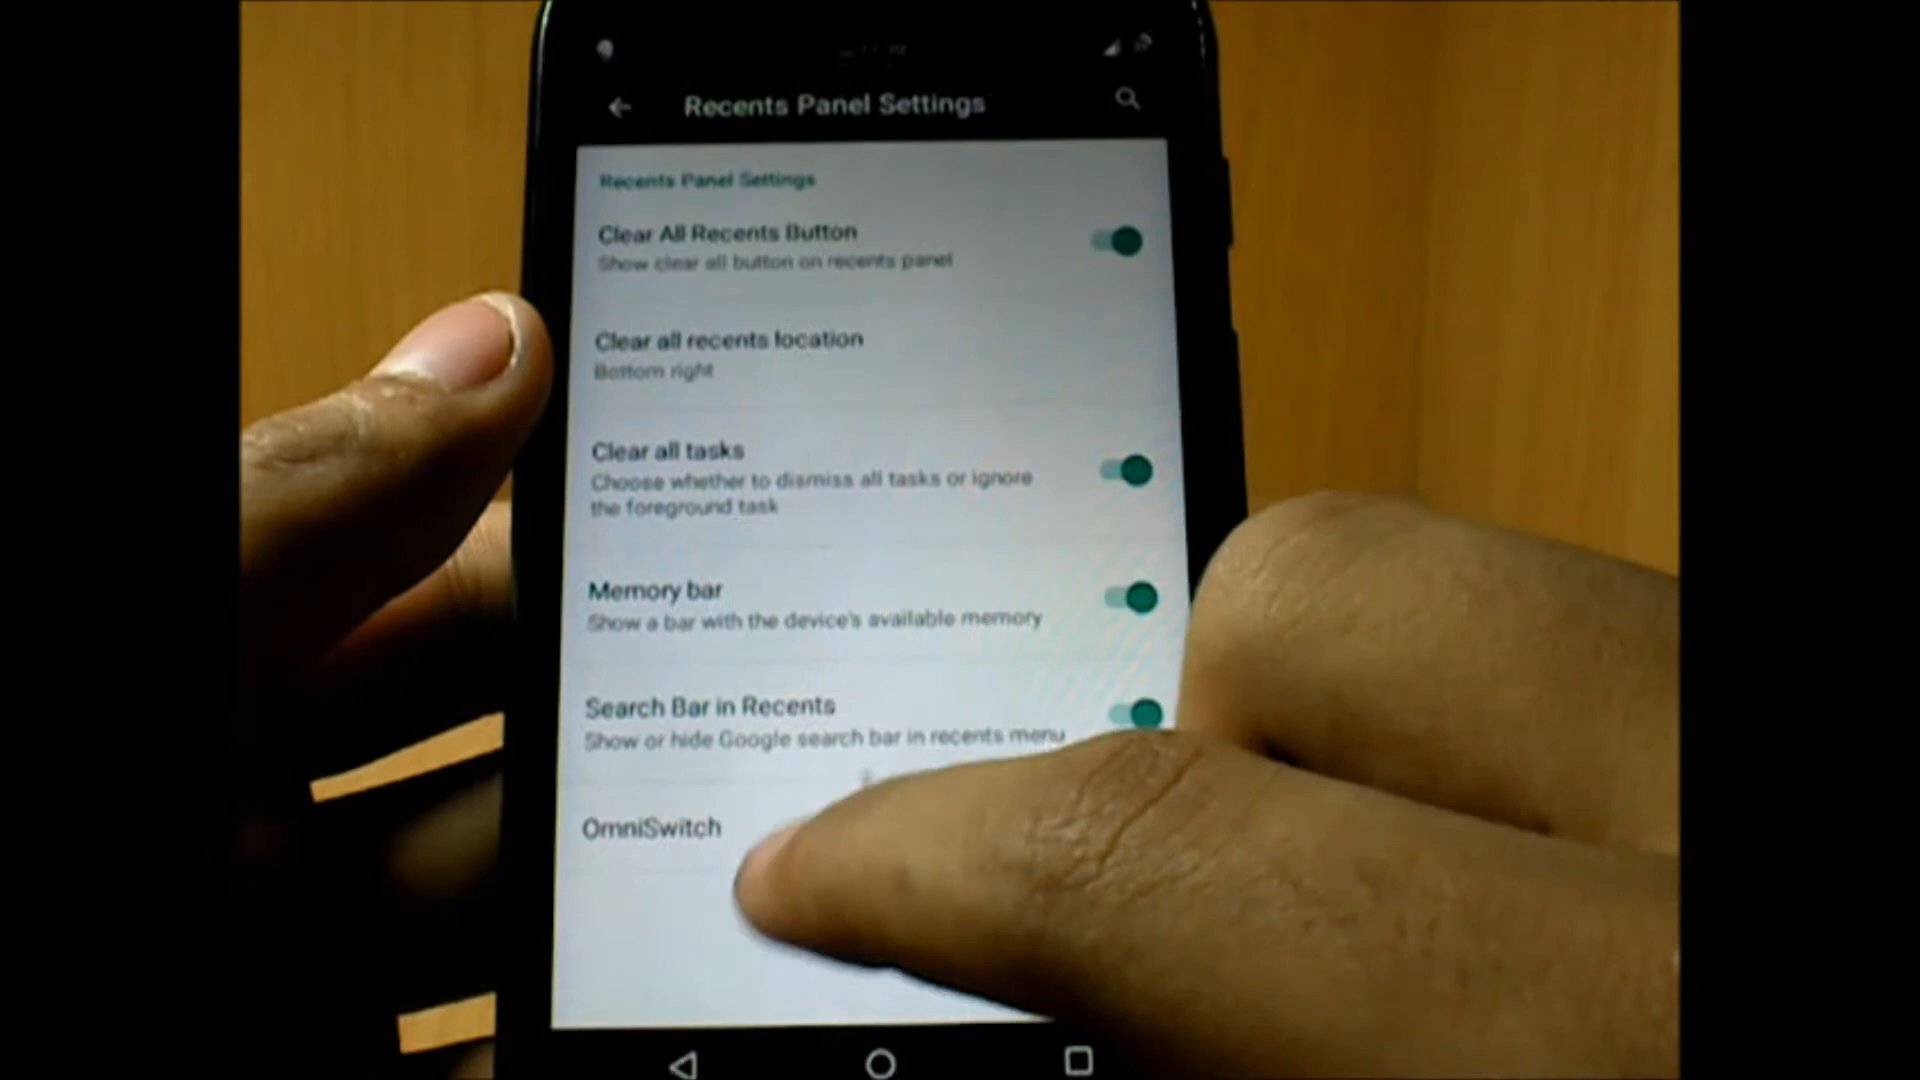 Recents Panel Settings
Recents Panel Settings
Clear All Recents Button
Show clear all button on recents panel
Clear all recents location
Bottom right
Clear all tasks
Choose whether to dismiss all tasks or ignore
the foreground task
Memory bar
Show a bar with the device's available memory
Search Bar in Recents
Show or hide Google search bar in recents menu
OmniSwitch